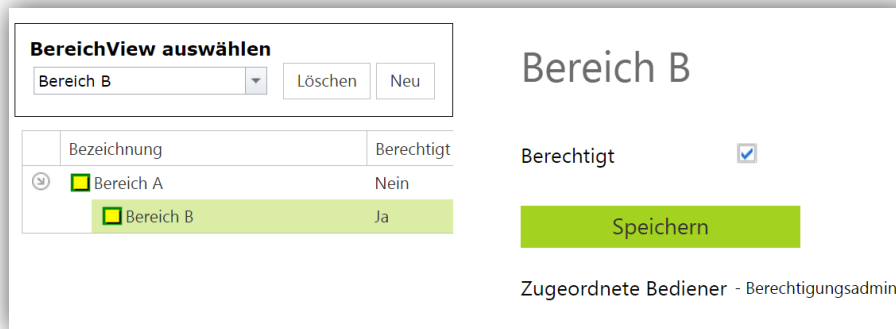 BereichView auswählen
Bereich B
Löschen
Neu
Bezeichnung Berechtigt
Bereich A Nein
Bereich B Ja
Bereich B
Berechtigt
Speichern
Zugeordnete Bediener - Berechtigungsadmin